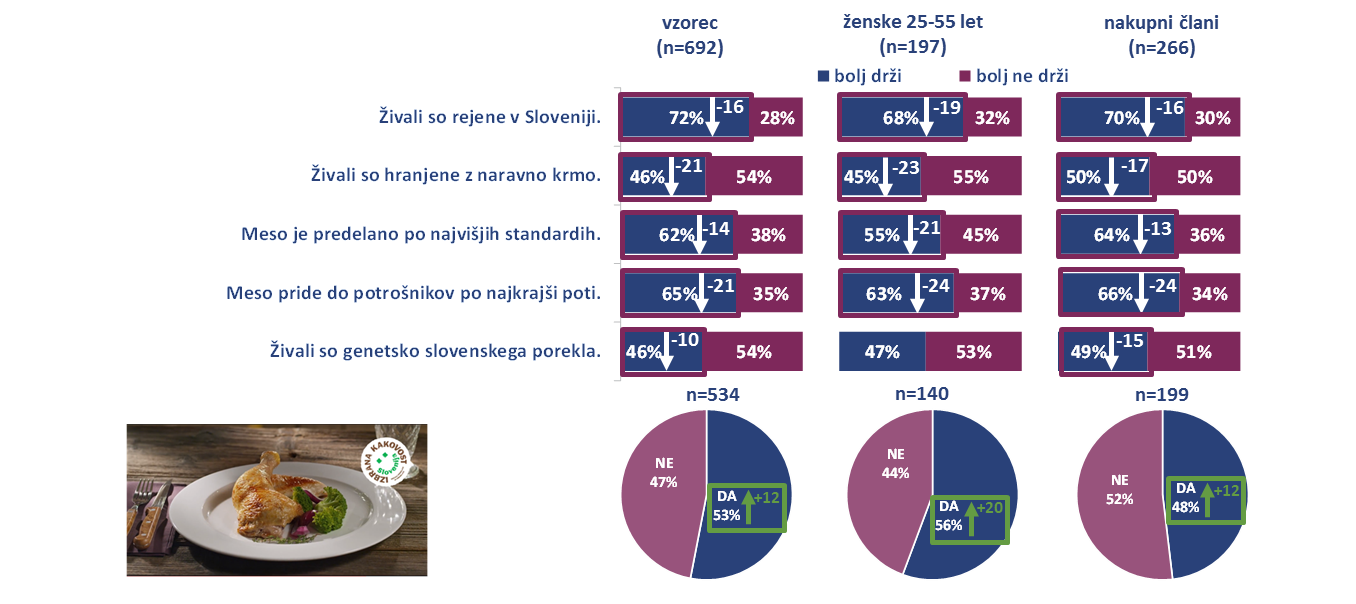 vzorec
(n=692)
ženske 25-55 let
(n=197)
nakupni člani
(n=266)
bolj drži
bolj ne drži
Živali so rejene v Sloveniji.
72% -16 28%
68% -19 32%
70% -16 30%
Živali so hranjene z naravno krmo.
46% -21 54%
45% -23 55%
50% -17 50%
Meso je predelano po najvišjih standardih.
62% -14 38%
55% -21 45%
64% -13 36%
Meso pride do potrošnikov po najkrajši poti.
65% -21 35%
63% -24 37%
66% -24 34%
Živali so genetsko slovenskega porekla.
46% -10 54%
47% 53%
49% -15 51%
n=534
n=140
n=199
NE
47%
DA
53%
+12
NE
44%
DA
56%
+20
NE
52%
DA
48%
+12
IZBRANA KAKOVOST
Slovenija